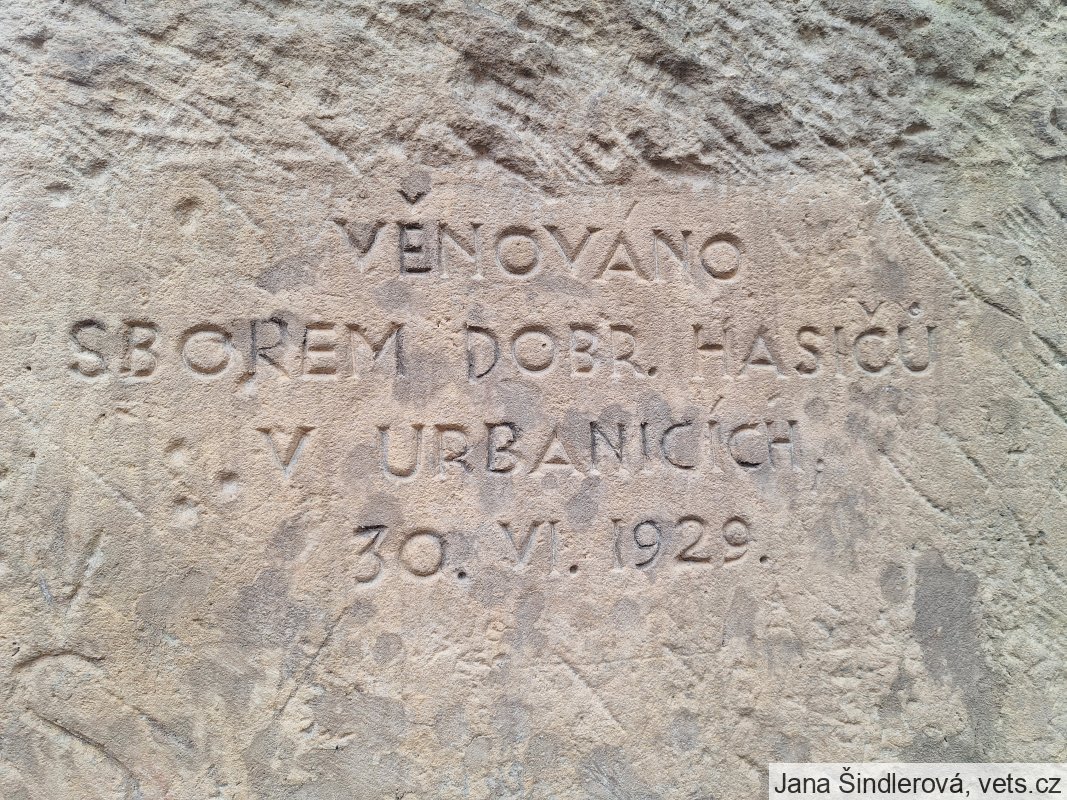 VĚNOVÁNO
SBOREM DOBR. HASIČŮ
V URBANICÍCH,
30. VI. 1929.
Jana Šindlerová, vets.cz